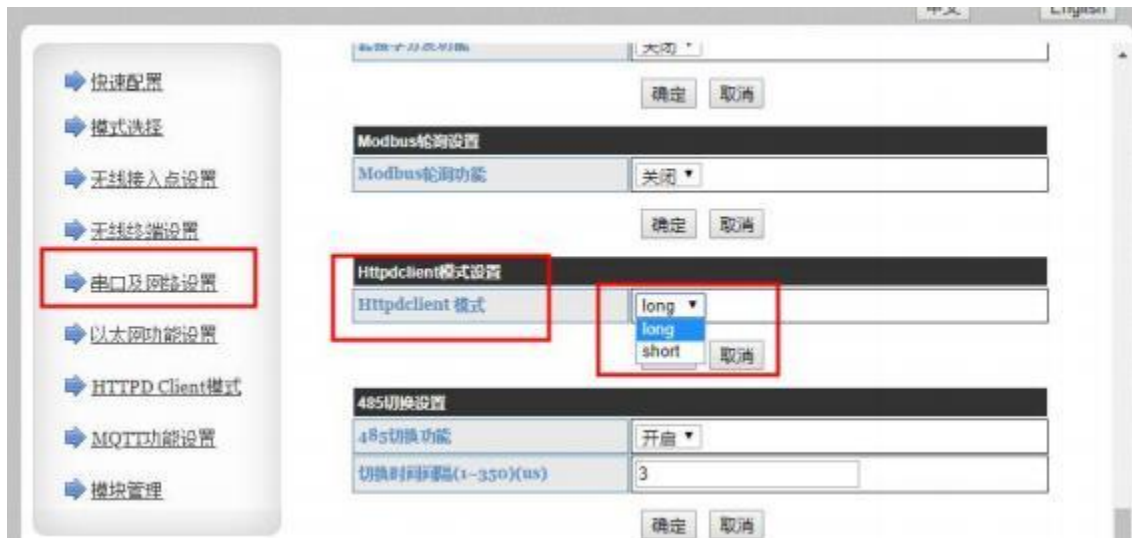 中文 English
快速配置
模式选择
无线接入点设置
无线终端设置
串口及网络设置
以太网功能设置
HTTPD Client模式
MQTT功能设置
模块管理
关闭
确定 取消
Modbus轮询设置
Modbus轮询功能 关闭
确定 取消
Httpdclient模式设置
Httpdclient 模式 long
long
short
取消
485切换设置
485切换功能 开启
切换时间间隔(1~350)(us) 3
确定 取消